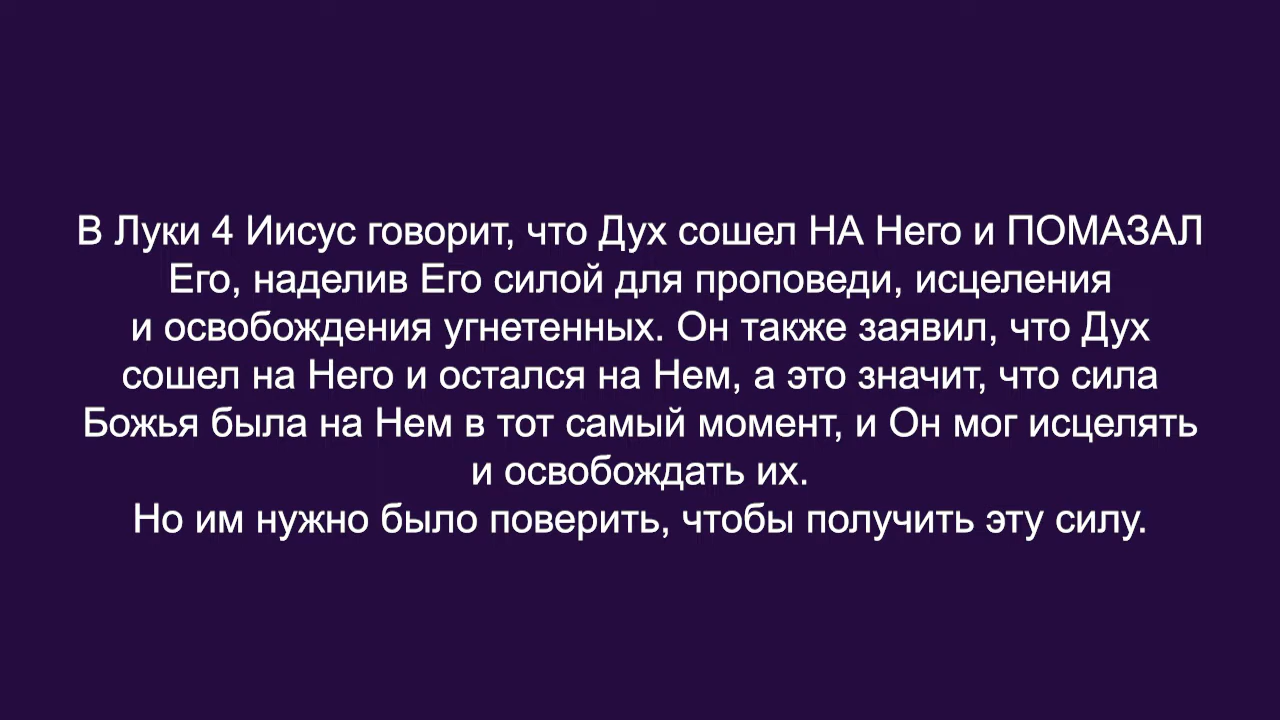 В Луки 4 Иисус говорит, что Дух сошел НА Него и ПОМАЗАЛ
Его, наделив Его силой для проповеди, исцеления
и освобождения угнетенных. Он также заявил, что Дух
сошел на Него и остался на Нем, а это значит, что сила
Божья была на Нем в тот самый момент, и Он мог исцелять
и освобождать их.
Но им нужно было поверить, чтобы получить эту силу.